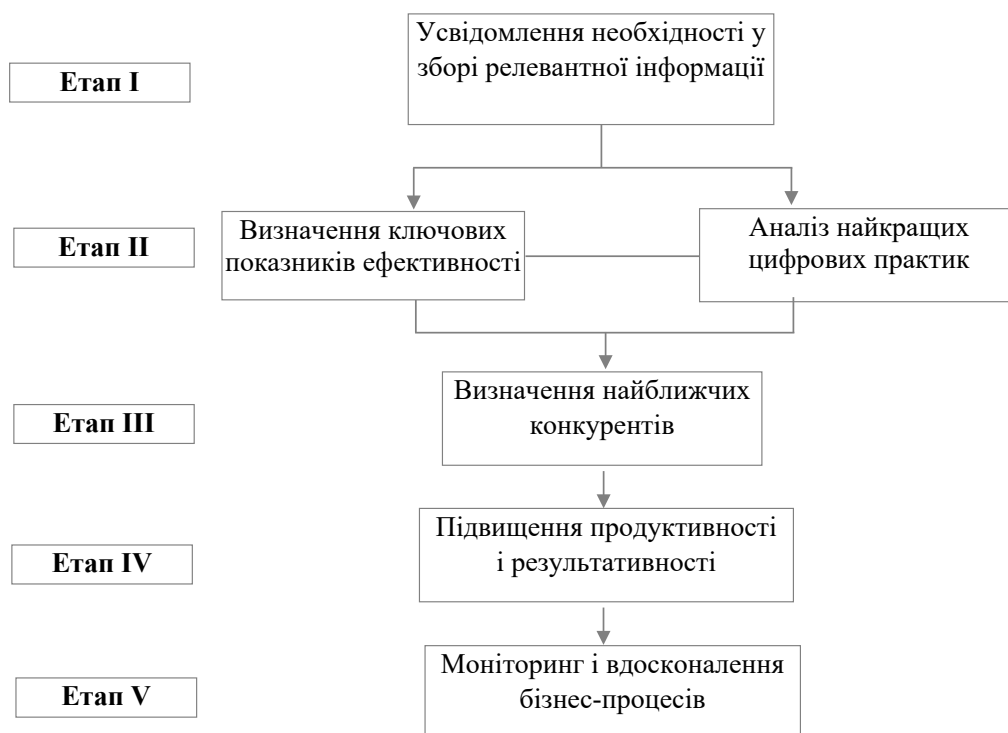 Усвідомлення необхідності у
зборі релевантної інформації
Етап I
Визначення ключових
показників ефективності
Аналіз найкращих
цифрових практик
Етап II
Визначення найближчих
конкурентів
Етап III
Підвищення продуктивності
і результативності
Етап IV
Моніторинг і вдосконалення
бізнес-процесів
Етап V